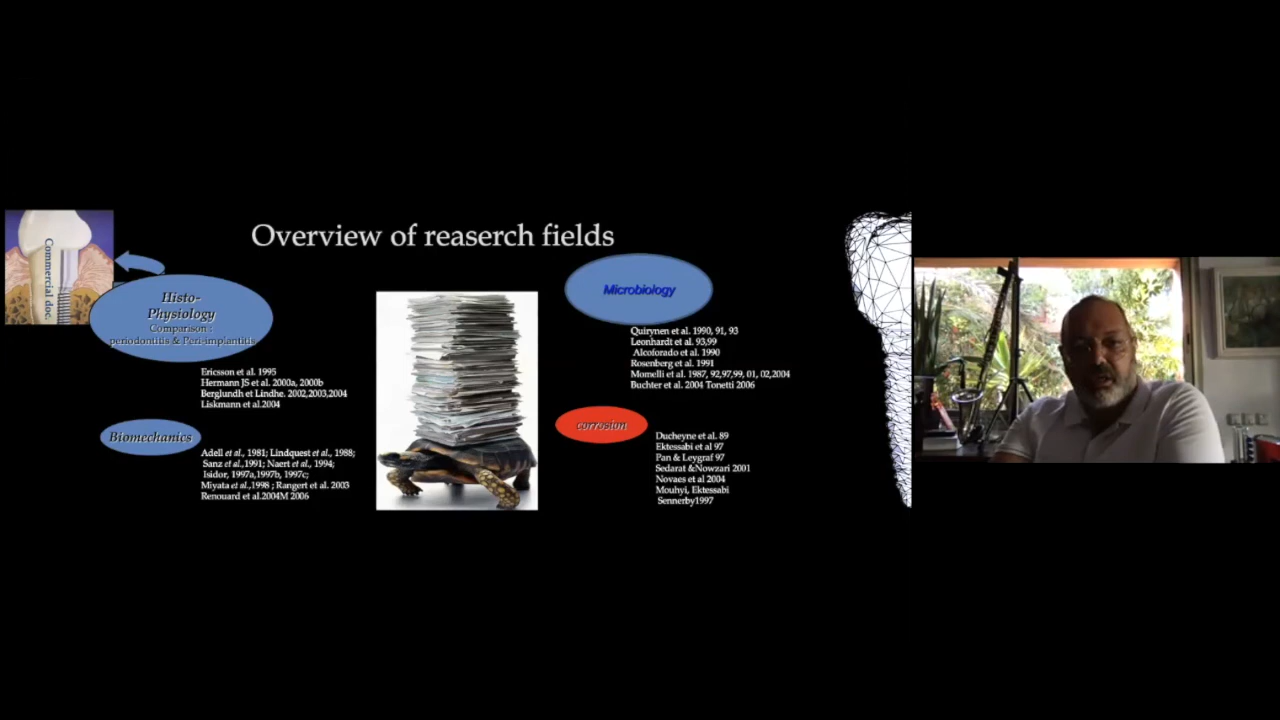 Overview of reaserch fields
Commercial doc.
Histo-
Physiology
Comparison :
periodontitis & Peri-implantitis
Ericsson et al. 1995
Hermann JS et al. 2000a, 2000b
Berglundh et Lindhe. 2002,2003,2004
Liskmann et al.2004
Biomechanics
Adell et al., 1981; Lindquest et al., 1988;
Sanz et al.,1991; Naert et al., 1994;
Isidor, 1997a,1997b, 1997c;
Miyata et al.,1998 ; Rangert et al. 2003
Renouard et al.2004M 2006
Microbiology
Quirynen et al. 1990, 91, 93
Leonhardt et al. 93,99
Alcoforado et al. 1990
Rosenberg et al. 1991
Momelli et al. 1987, 92,97,99, 01, 02,2004
Buchter et al. 2004 Tonetti 2006
corrosion
Ducheyne et al. 89
Ektessabi et al 97
Pan & Leygraf 97
Sedarat &Nowzari 2001
Novaes et al 2004
Mouhyi, Ektessabi
Sennerby1997